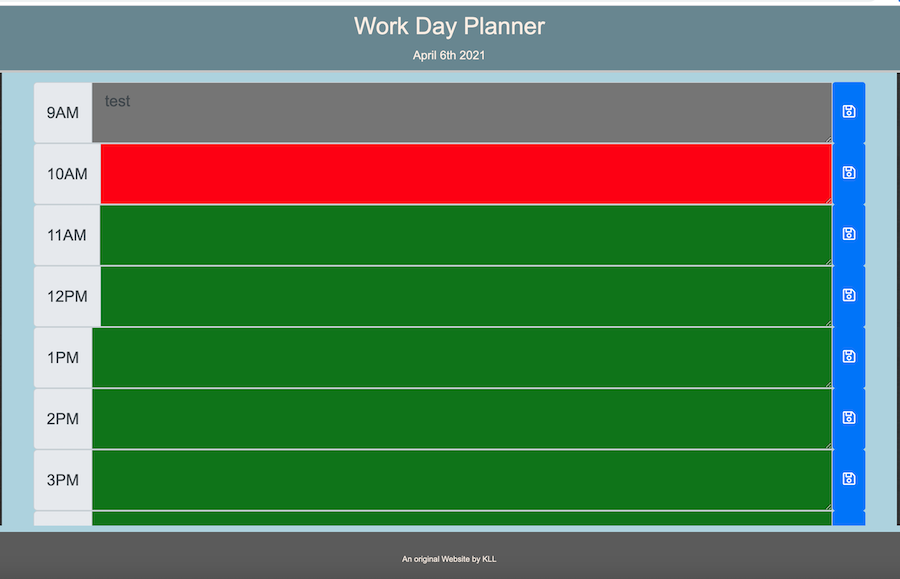 Work Day Planner
April 6th 2021
9AM
test
10AM
11AM
12PM
1PM
2PM
3PM
An original Website by KLL